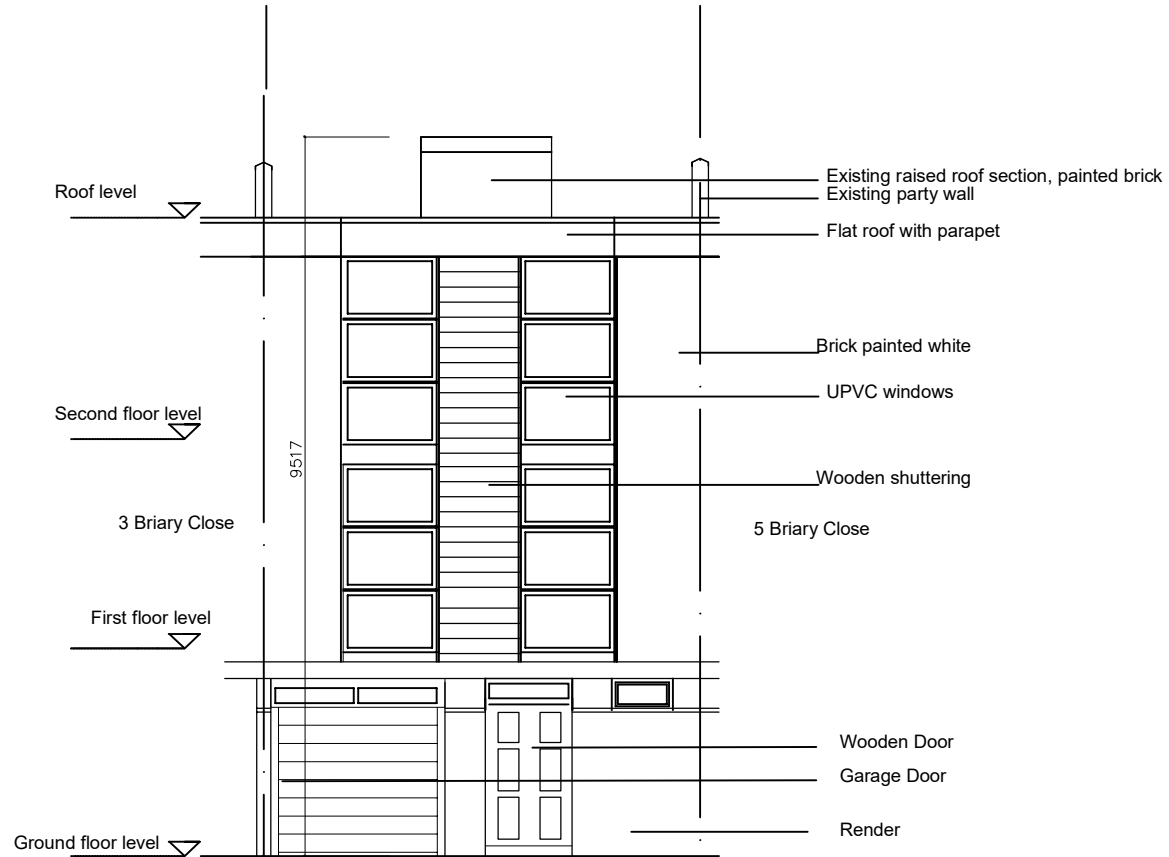 Existing raised roof section, painted brick
Roof level
Existing party wall
Flat roof with parapet
Brick painted white
UPVC windows
Second floor level
9517
Wooden shuttering
3 Briary Close
5 Briary Close
First floor level
Wooden Door
Garage Door
Render
Ground floor level